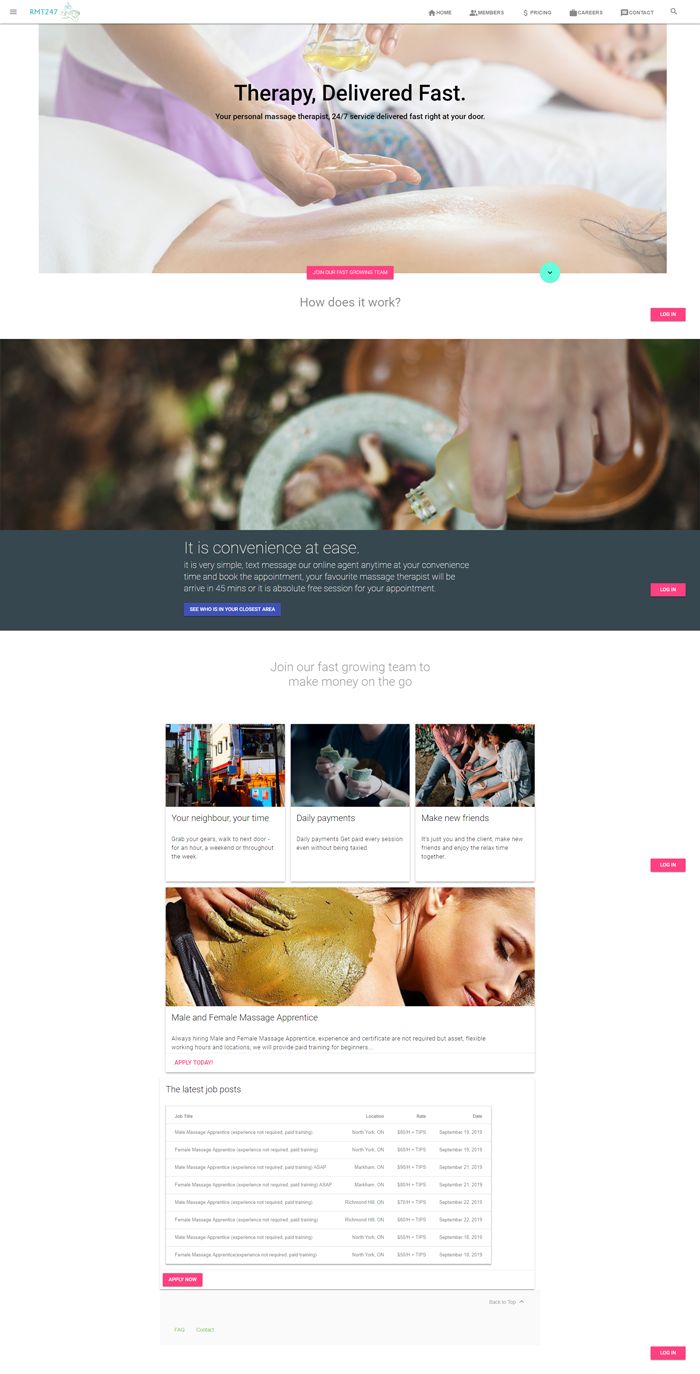 RMT247
HOME MEMBERS PRICING CAREERS CONTACT
Therapy, Delivered Fast.
Your personal massage therapist, 24/7 service delivered fast right at your door.
JOIN OUR FAST GROWING TEAM
How does it work?
LOG IN
It is convenience at ease.
it is very simple, text message our online agent anytime at your convenience
time and book the appointment, your favourite massage therapist will be
arrive in 45 mins or it is absolute free session for your appointment.
LOG IN
SEE WHO IS IN YOUR CLOSEST AREA
Join our fast growing team to
make money on the go
Your neighbour, your time
Grab your gears, walk to next door -
for an hour, a weekend or throughout
the week.
Daily payments
Daily payments Get paid every session
even without being taxied.
Make new friends
It's just you and the client, make new
friends and enjoy the relax time
together.
LOG IN
Male and Female Massage Apprentice
Always hiring Male and Female Massage Apprentice, experience and certificate are not required but asset, flexible
working hours and locations, we will provide paid training for beginners...
APPLY TODAY!
The latest job posts
Job Title Location Rate Date
Male Massage Apprentice (experience not required, paid training) North York, ON $80/H + TIPS September 19, 2019
Female Massage Apprentice (experience not required, paid training) North York, ON $60/H + TIPS September 19, 2019
Male Massage Apprentice (experience not required, paid training) ASAP Markham, ON $90/H + TIPS September 21, 2019
Female Massage Apprentice (experience not required, paid training) ASAP Markham, ON $80/H + TIPS September 21, 2019
Male Massage Apprentice (experience not required, paid training) Richmond Hill, ON $70/H + TIPS September 22, 2019
Female Massage Apprentice (experience not required, paid training) Richmond Hill, ON $60/H + TIPS September 22, 2019
Male Massage Apprentice (experience not required, paid training) North York, ON $50/H + TIPS September 18, 2019
Female Massage Apprentice(experience not required, paid training) North York, ON $50/H + TIPS September 18, 2019
APPLY NOW
Back to Top
FAQ Contact
LOG IN